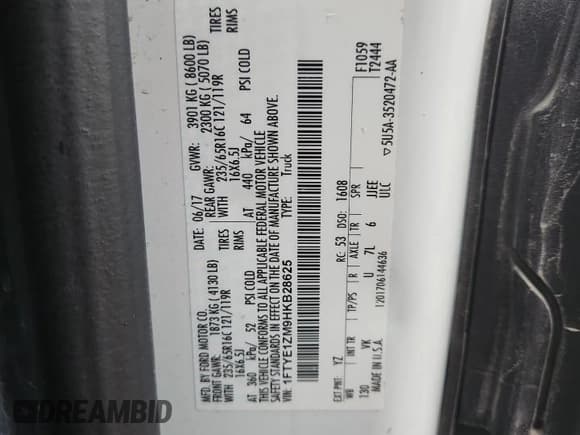 MFD. BY FORD MOTOR CO.
DATE: 06/17 GVWR: 3901 KG ( 8600 LB)
FRONT GAWR: 1873 KG ( 4130 LB) REAR GAWR: 2300 KG ( 5070 LB)
WITH 235/65R16C 121/119R TIRES WITH 235/65R16C 121/119R TIRES
16X6.5J RIMS 16X6.5J RIMS
AT 360 kPa/ 52 PSI COLD AT 440 kPa/ 64 PSI COLD
THIS VEHICLE CONFORMS TO ALL APPLICABLE FEDERAL MOTOR VEHICLE
SAFETY STANDARDS IN EFFECT ON THE DATE OF MANUFACTURE SHOWN ABOVE.
VIN: 1FTYE1ZM9HKB28625 TYPE: Truck
F1059
T2444
EXT PNT: YZ RC: 53 DSO: 1608
INT TR TP/PS R AXLE TR SPR
130 VK U 7L 6 JJEE
MADE IN U.S.A. ULC
1201706144636
▽5U5A-3520472-AA
DREAMBID
CERTIFIED MEMBER